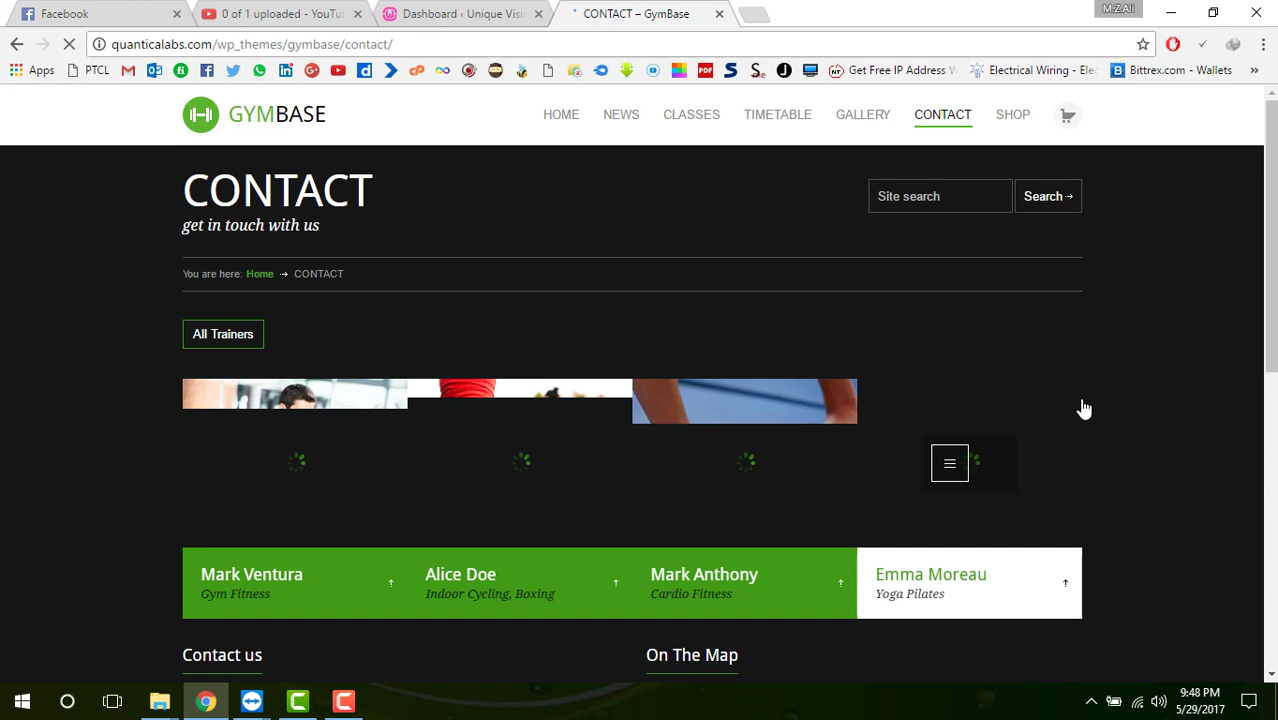 Facebook
0 of 1 uploaded - YouTu
Dashboard ‹ Unique Visi
CONTACT – GymBase
M.Z.Ali
quanticalabs.com/wp_themes/gymbase/contact/
Apps
PTCL
Get Free IP Address
Electrical Wiring - Elec
Bittrex.com - Wallets
GYMBASE
HOME
NEWS
CLASSES
TIMETABLE
GALLERY
CONTACT
SHOP
CONTACT
get in touch with us
Site search
Search
You are here: Home CONTACT
All Trainers
Mark Ventura
Gym Fitness
Alice Doe
Indoor Cycling, Boxing
Mark Anthony
Cardio Fitness
Emma Moreau
Yoga Pilates
Contact us
On The Map
9:48 PM
5/29/2017